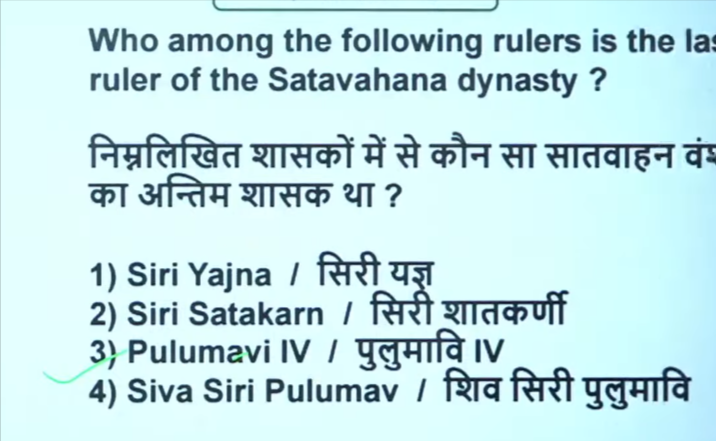 Who among the following rulers is the las
ruler of the Satavahana dynasty ?
निम्नलिखित शासकों में से कौन सा सातवाहन वंश
का अन्तिम शासक था ?
1) Siri Yajna / सिरी यज्ञ
2) Siri Satakarn / सिरी शातकर्णी
3) Pulumavi IV / पुलुमावि IV
4) Siva Siri Pulumav / शिव सिरी पुलुमावि